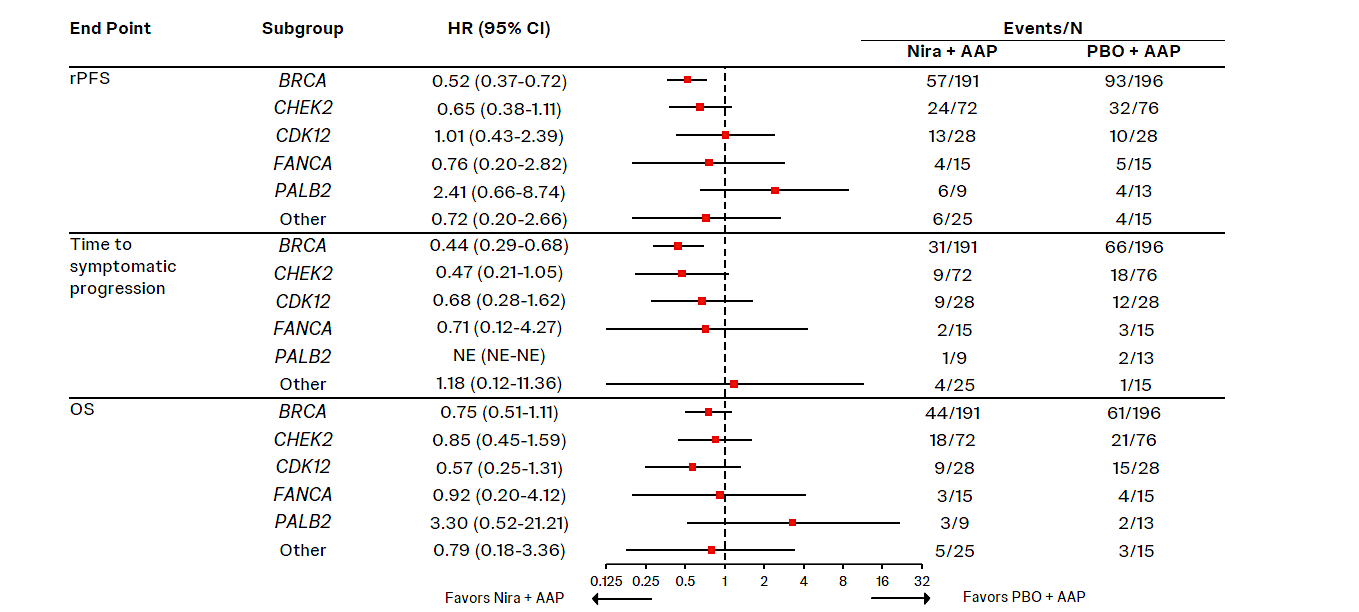 End Point Subgroup HR (95% CI) Events/N
Nira + AAP PBO + AAP
rPFS BRCA 0.52 (0.37-0.72) 57/191 93/196
CHEK2 0.65 (0.38-1.11) 24/72 32/76
CDK12 1.01 (0.43-2.39) 13/28 10/28
FANCA 0.76 (0.20-2.82) 4/15 5/15
PALB2 2.41 (0.66-8.74) 6/9 4/13
Other 0.72 (0.20-2.66) 6/25 4/15
Time to symptomatic progression BRCA 0.44 (0.29-0.68) 31/191 66/196
CHEK2 0.47 (0.21-1.05) 9/72 18/76
CDK12 0.68 (0.28-1.62) 9/28 12/28
FANCA 0.71 (0.12-4.27) 2/15 3/15
PALB2 NE (NE-NE) 1/9 2/13
Other 1.18 (0.12-11.36) 4/25 1/15
OS BRCA 0.75 (0.51-1.11) 44/191 61/196
CHEK2 0.85 (0.45-1.59) 18/72 21/76
CDK12 0.57 (0.25-1.31) 9/28 15/28
FANCA 0.92 (0.20-4.12) 3/15 4/15
PALB2 3.30 (0.52-21.21) 3/9 2/13
Other 0.79 (0.18-3.36) 5/25 3/15
0.125 0.25 0.5 1 2 4 8 16 32
Favors Nira + AAP Favors PBO + AAP